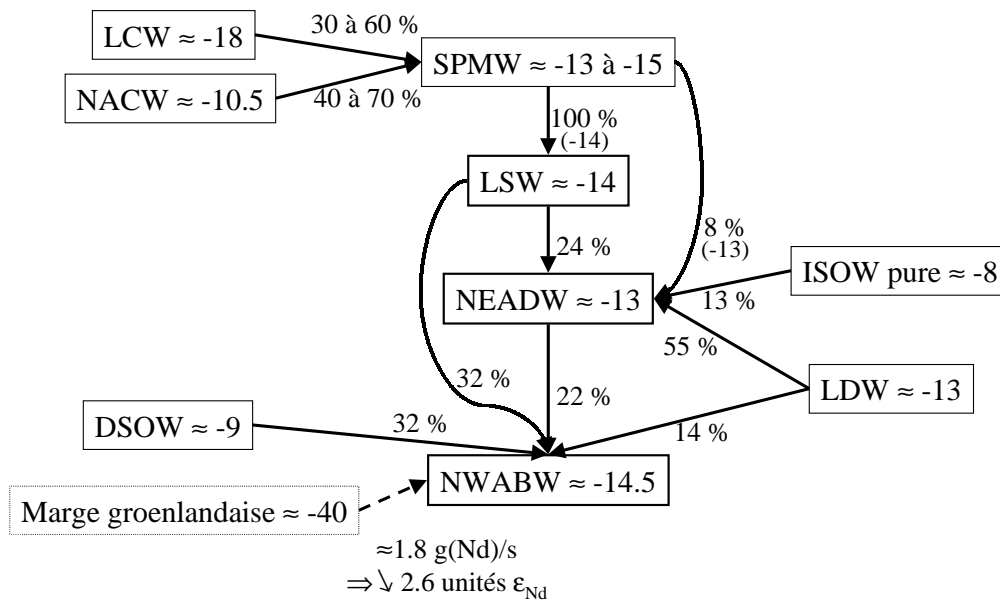 30 à 60 %
LCW ≈ -18
SPMW ≈ -13 à -15
NACW ≈ -10.5
40 à 70 %
100 %
(-14)
LSW ≈ -14
8 %
(-13)
24 %
ISOW pure ≈ -8
NEADW ≈ -13
13 %
55 %
32 %
22 %
LDW ≈ -13
DSOW ≈ -9
32 %
14 %
NWABW ≈ -14.5
Marge groenlandaise ≈ -40
≈1.8 g(Nd)/s
⇒↘ 2.6 unités εNd